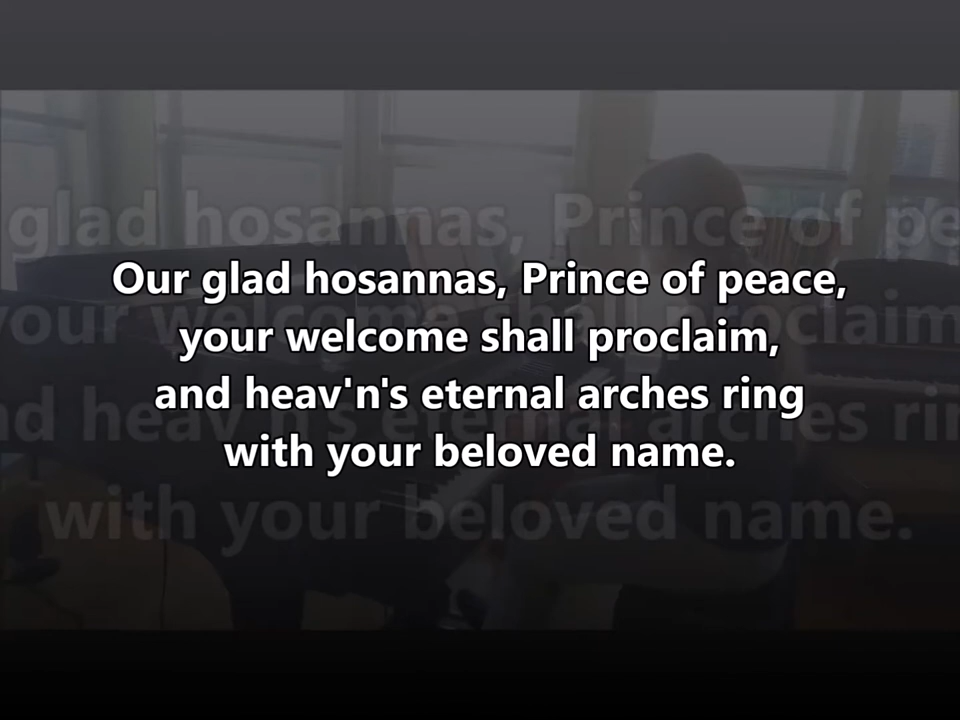 Our glad hosannas, Prince of peace,
your welcome shall proclaim,
and heav'n's eternal arches ring
with your beloved name.